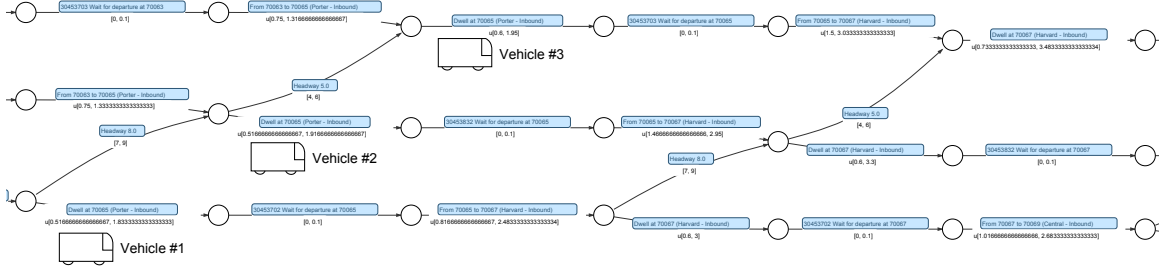 30453703 Wait for departure at 70063
[0, 0.1]
From 70063 to 70065 (Porter - Inbound)
u[0.75, 1.3166666666666667]
Dwell at 70065 (Porter - Inbound)
u[0.6, 1.95]
30453703 Wait for departure at 70065
[0, 0.1]
From 70065 to 70067 (Harvard - Inbound)
u[1.5, 3.033333333333333]
Dwell at 70067 (Harvard - Inbound)
u[0.7333333333333333, 3.4833333333333334]
Vehicle #3
Headway 5.0
[4, 6]
From 70063 to 70065 (Porter - Inbound)
u[0.75, 1.3333333333333333]
Headway 8.0
[7, 9]
Dwell at 70065 (Porter - Inbound)
u[0.5166666666666667, 1.9166666666666667]
30453832 Wait for departure at 70065
[0, 0.1]
From 70065 to 70067 (Harvard - Inbound)
u[1.4666666666666666, 2.95]
Headway 5.0
[4, 6]
Vehicle #2
Headway 8.0
[7, 9]
Dwell at 70067 (Harvard - Inbound)
u[0.6, 3.3]
30453832 Wait for departure at 70067
[0, 0.1]
Dwell at 70065 (Porter - Inbound)
u[0.5166666666666667, 1.8333333333333333]
30453702 Wait for departure at 70065
[0, 0.1]
From 70065 to 70067 (Harvard - Inbound)
u[0.8166666666666667, 2.4833333333333334]
Dwell at 70067 (Harvard - Inbound)
u[0.6, 3]
30453702 Wait for departure at 70067
[0, 0.1]
From 70067 to 70069 (Central - Inbound)
u[1.0166666666666666, 2.683333333333333]
Vehicle #1